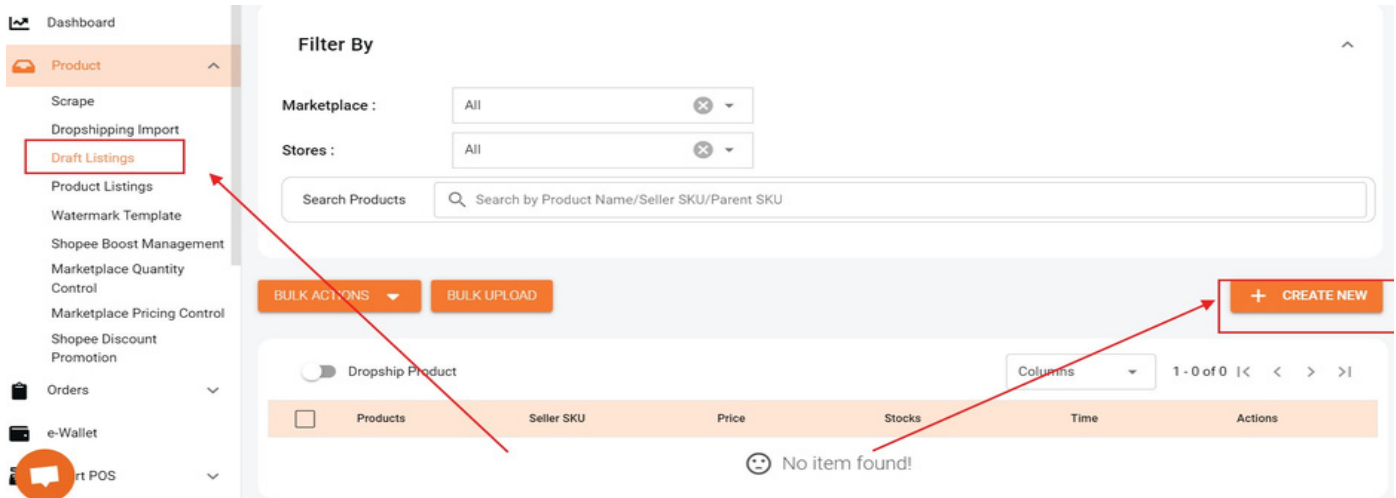 Dashboard
Product
Scrape
Dropshipping Import
Draft Listings
Product Listings
Watermark Template
Shopee Boost Management
Marketplace Quantity
Control
Marketplace Pricing Control
Shopee Discount
Promotion
Orders
e-Wallet
rt POS
Filter By
Marketplace :
All
Stores :
All
Search Products
Search by Product Name/Seller SKU/Parent SKU
BULK ACTIONS
BULK UPLOAD
+ CREATE NEW
Dropship Product
Columns
1 - 0 of 0 |< < > >|
Products Seller SKU Price Stocks Time Actions
No item found!